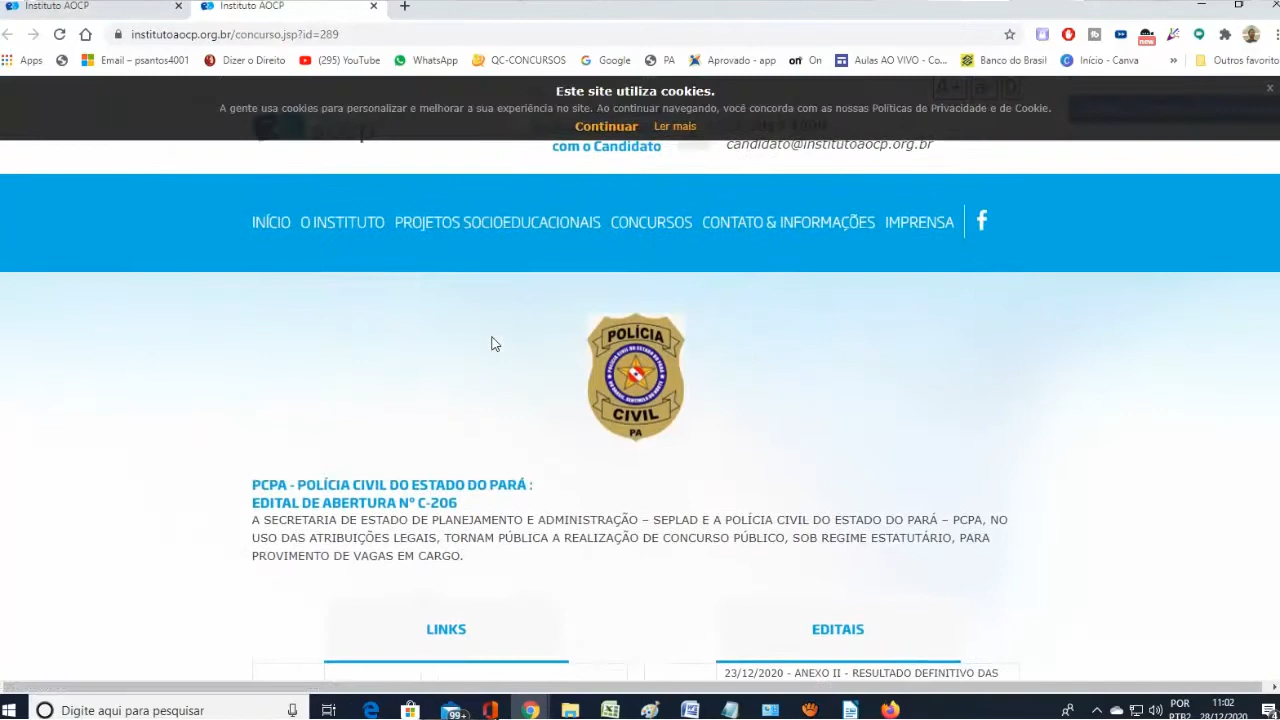 Instituto AOCP
Instituto AOCP
institutoaocp.org.br/concurso.jsp?id=289
new
Apps
Email – psantos4001
Dizer o Direito
(295) YouTube
WhatsApp
QC-CONCURSOS
Google
PA
Aprovado - app
on On
Aulas AO VIVO - Co...
Banco do Brasil
Início - Canva
»
Outros favorito
Este site utiliza cookies.
A gente usa cookies para personalizar e melhorar a sua experiência no site. Ao continuar navegando, você concorda com as nossas Políticas de Privacidade e de Cookie.
Continuar Ler mais
com o Candidato
candidato@institutoaocp.org.br
INÍCIO O INSTITUTO PROJETOS SOCIOEDUCACIONAIS CONCURSOS CONTATO & INFORMAÇÕES IMPRENSA
POLÍCIA
CIVIL
PA
PCPA - POLÍCIA CIVIL DO ESTADO DO PARÁ :
EDITAL DE ABERTURA Nº C-206
A SECRETARIA DE ESTADO DE PLANEJAMENTO E ADMINISTRAÇÃO – SEPLAD E A POLÍCIA CIVIL DO ESTADO DO PARÁ – PCPA, NO
USO DAS ATRIBUIÇÕES LEGAIS, TORNAM PÚBLICA A REALIZAÇÃO DE CONCURSO PÚBLICO, SOB REGIME ESTATUTÁRIO, PARA
PROVIMENTO DE VAGAS EM CARGO.
LINKS
EDITAIS
23/12/2020 - ANEXO II - RESULTADO DEFINITIVO DAS
Digite aqui para pesquisar
99+
POR
PTB2
11:02
28/12/2020